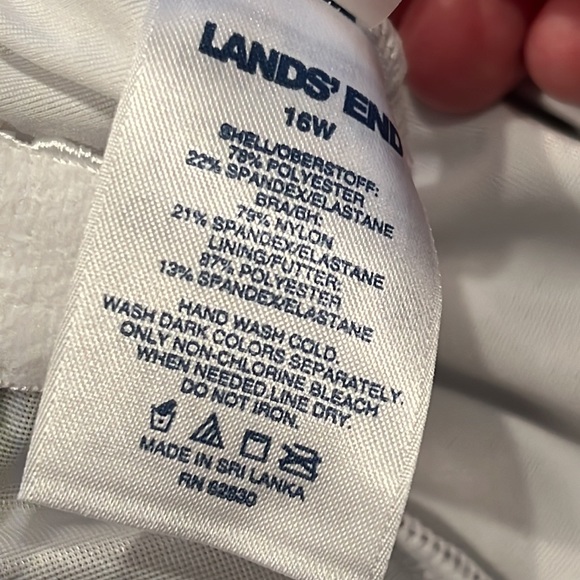 LANDS' END
16W
SHELL/OBERSTOFF:
78% POLYESTER
22% SPANDEX/ELASTANE
BRA/BH:
79% NYLON
21% SPANDEX/ELASTANE
LINING/FUTTER:
87% POLYESTER
13% SPANDEX/ELASTANE
HAND WASH COLD.
WASH DARK COLORS SEPARATELY.
ONLY NON-CHLORINE BLEACH
WHEN NEEDED.LINE DRY.
DO NOT IRON.
MADE IN SRI LANKA
RN 62830